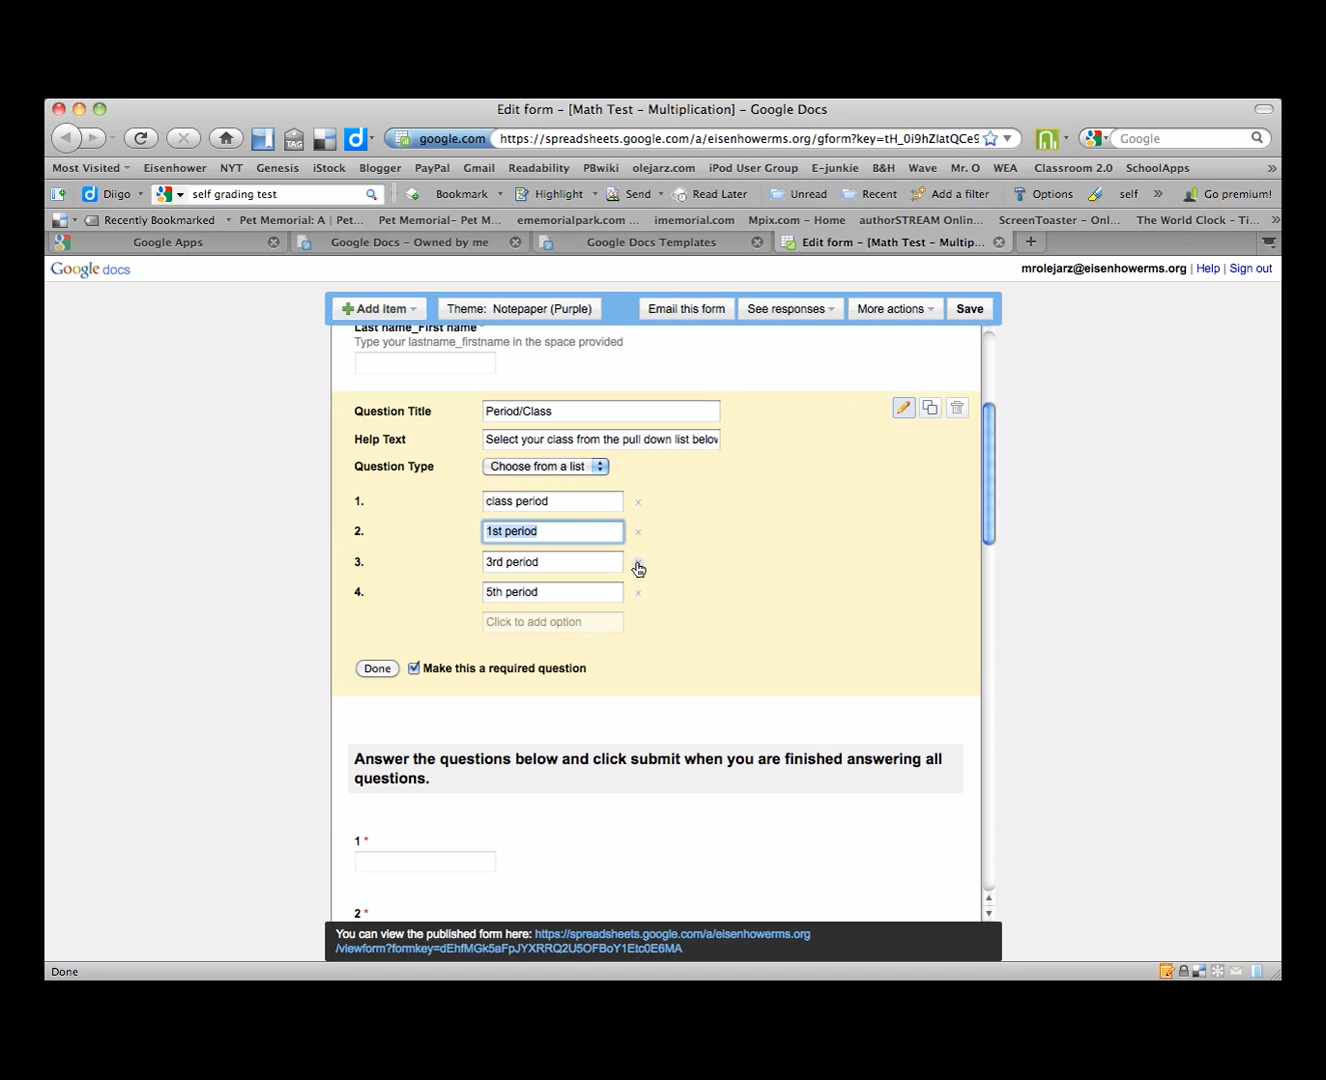 Edit form – [Math Test – Multiplication] – Google Docs
TAG
google.com https://spreadsheets.google.com/a/eisenhowerms.org/gform?key=tH_0i9hZlatQCe9 Google
Most Visited Eisenhower NYT Genesis iStock Blogger PayPal Gmail Readability PBwiki olejarz.com iPod User Group E-junkie B&H Wave Mr. O WEA Classroom 2.0 SchoolApps »
Diigo self grading test Bookmark Highlight Send Read Later Unread Recent Add a filter Options self » Go premium!
Recently Bookmarked Pet Memorial: A | Pet... Pet Memorial- Pet M... ememorialpark.com ... imemorial.com Mpix.com - Home authorSTREAM Onlin... ScreenToaster – Onl... The World Clock – Ti... »
Google Apps Google Docs – Owned by me Google Docs Templates Edit form – [Math Test – Multip...
Google docs mrolejarz@eisenhowerms.org | Help | Sign out
Add item Theme: Notepaper (Purple) Email this form See responses More actions Save
Last name_First name *
Type your lastname_firstname in the space provided
Question Title Period/Class
Help Text Select your class from the pull down list below
Question Type Choose from a list
1. class period x
2. 1st period x
3. 3rd period
4. 5th period x
Click to add option
Done Make this a required question
Answer the questions below and click submit when you are finished answering all
questions.
1 *
2 *
You can view the published form here: https://spreadsheets.google.com/a/eisenhowerms.org
/viewform?formkey=dEhfMGk5aFpJYXRRQ2U5OFBoY1Etc0E6MA
Done